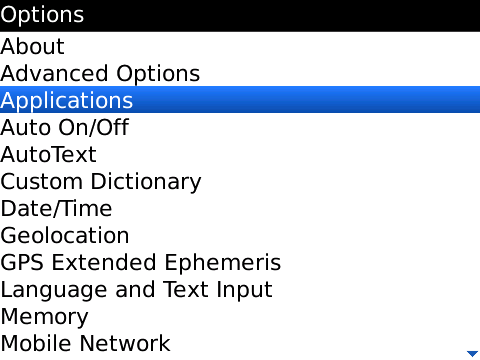 Options
About
Advanced Options
Applications
Auto On/Off
AutoText
Custom Dictionary
Date/Time
Geolocation
GPS Extended Ephemeris
Language and Text Input
Memory
Mobile Network